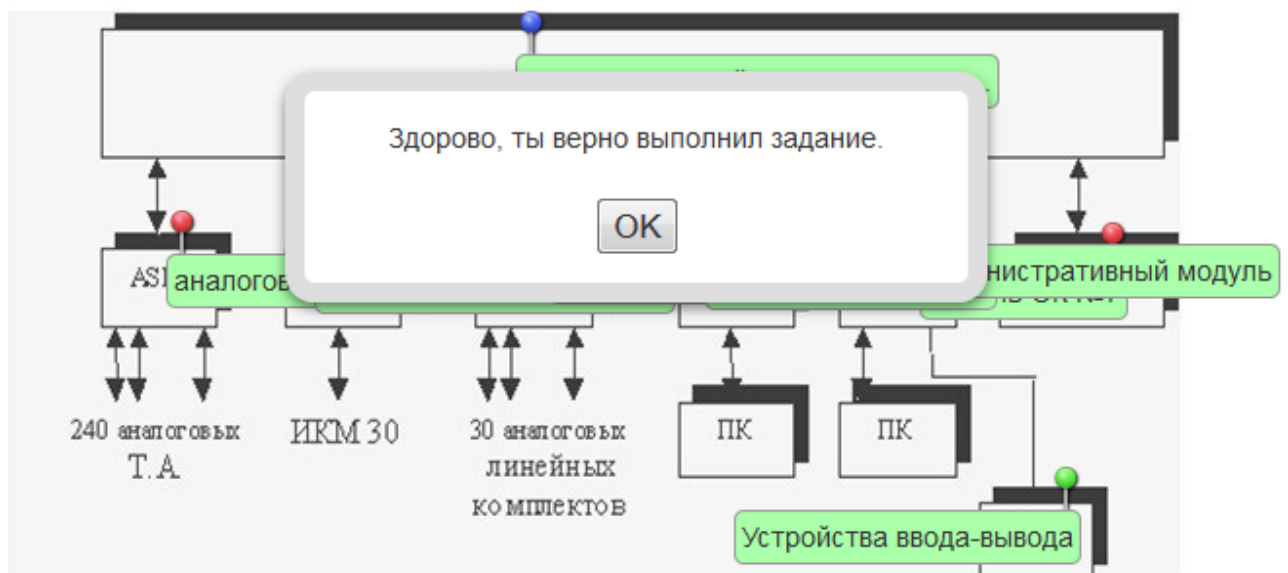 Здорово, ты верно выполнил задание.
OK
аналогов
нистративный модуль
240 аналоговых
Т.А.
ИКМ 30
30 аналоговых
линейных
комплектов
ПК
ПК
Устройства ввода-вывода